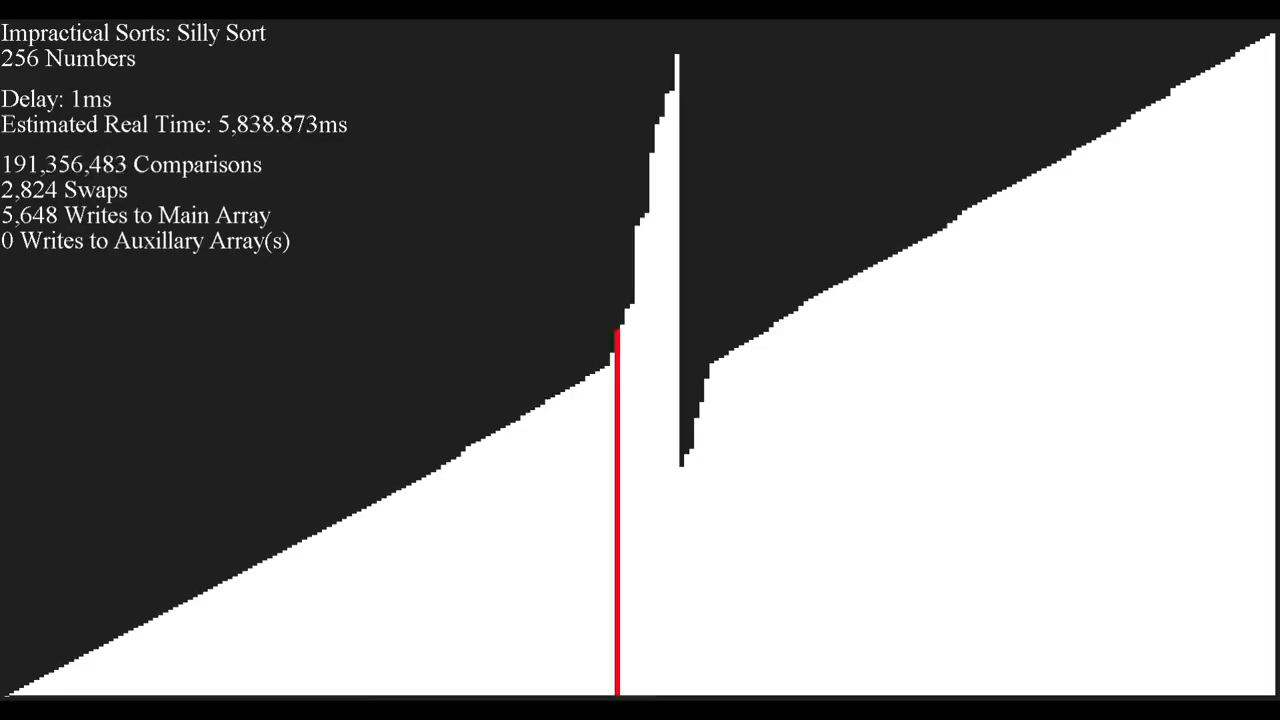 Impractical Sorts: Silly Sort
256 Numbers
Delay: 1ms
Estimated Real Time: 5,838.873ms
191,356,483 Comparisons
2,824 Swaps
5,648 Writes to Main Array
0 Writes to Auxillary Array(s)